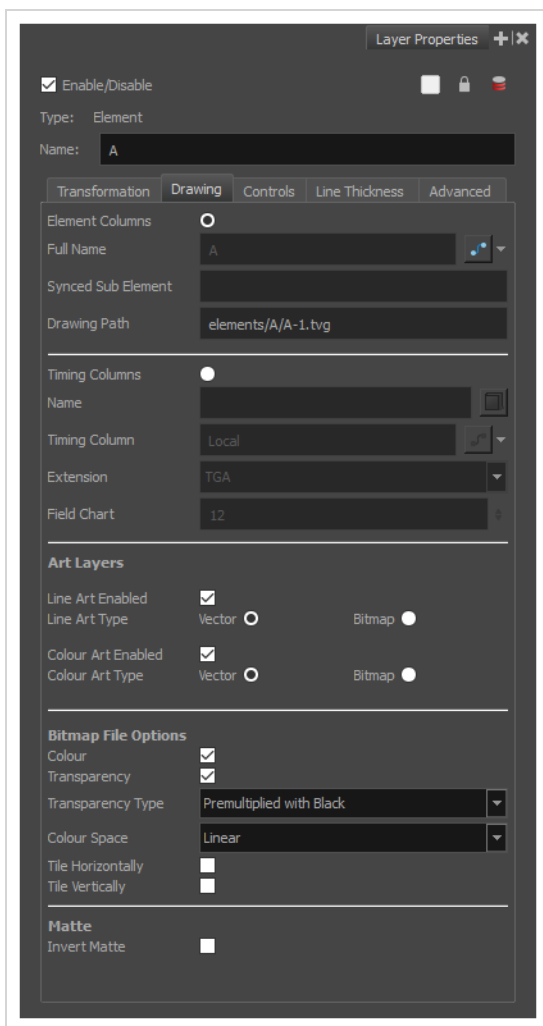 Layer Properties
Enable/Disable
Type: Element
Name: A
Transformation Drawing Controls Line Thickness Advanced
Element Columns
Full Name A
Synced Sub Element
Drawing Path elements/A/A-1.tvg
Timing Columns
Name
Timing Column Local
Extension TGA
Field Chart 12
Art Layers
Line Art Enabled
Line Art Type Vector Bitmap
Colour Art Enabled
Colour Art Type Vector Bitmap
Bitmap File Options
Colour
Transparency
Transparency Type Premultiplied with Black
Colour Space Linear
Tile Horizontally
Tile Vertically
Matte
Invert Matte